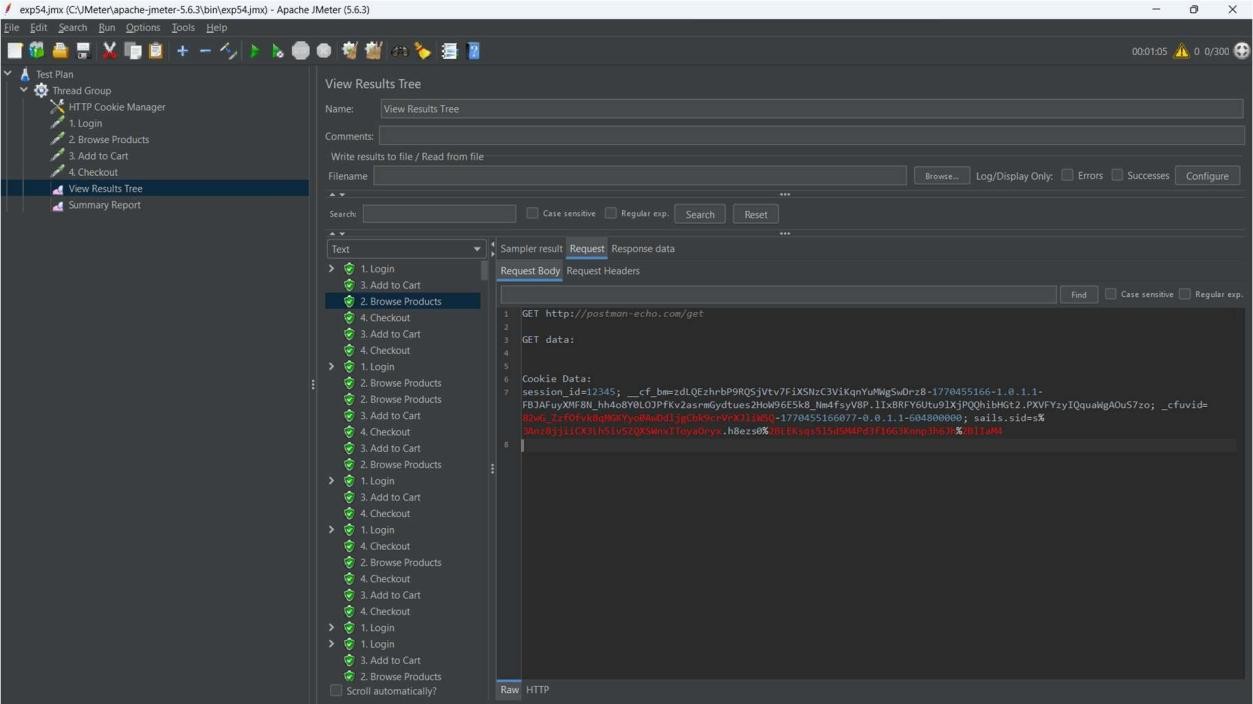 exp54.jmx (C:\JMeter\apache-jmeter-5.6.3\bin\exp54.jmx) - Apache JMeter (5.6.3)
File Edit Search Run Options Tools Help
00:01:05 0 0/300
Test Plan
Thread Group
HTTP Cookie Manager
1. Login
2. Browse Products
3. Add to Cart
4. Checkout
View Results Tree
Summary Report
View Results Tree
Name: View Results Tree
Comments:
Write results to file / Read from file
Filename Browse... Log/Display Only: Errors Successes Configure
Search: Case sensitive Regular exp. Search Reset
Text
1. Login
3. Add to Cart
2. Browse Products
4. Checkout
3. Add to Cart
4. Checkout
1. Login
2. Browse Products
2. Browse Products
3. Add to Cart
4. Checkout
3. Add to Cart
2. Browse Products
1. Login
3. Add to Cart
4. Checkout
1. Login
4. Checkout
2. Browse Products
4. Checkout
3. Add to Cart
4. Checkout
1. Login
1. Login
3. Add to Cart
2. Browse Products
Scroll automatically?
Sampler result Request Response data
Request Body Request Headers
Find Case sensitive Regular exp.
1 GET http://postman-echo.com/get
2
3 GET data:
4
5
6 Cookie Data:
7 session_id=12345; __cf_bm=zdLQEzhrbP9RQSjVtv7FiXSNzC3ViKqnYuMWgSwDrz8-1770455166-1.0.1.1-
FBJAFuyXMF8N_hh4o8Y0LOJPfKv2asrmGydtues2HoW96E5k8_Nm4fsyV8P.lIxBRFY6Utu9lXjPQQhibHGt2.PXVFYzyIQquaWgAOuS7zo; _cfuvid=
-1770455166077-0.0.1.1-604800000; sails.sid=s%
8
Raw HTTP